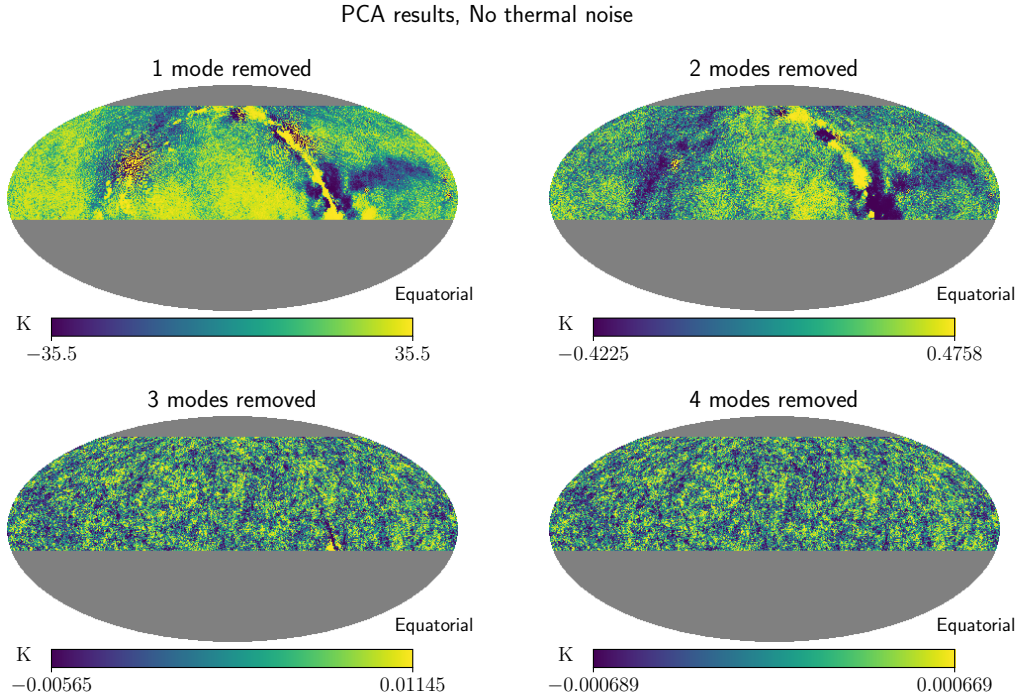 PCA results, No thermal noise
1 mode removed
2 modes removed
Equatorial
Equatorial
K
−35.5 35.5
K
−0.4225 0.4758
3 modes removed
4 modes removed
Equatorial
Equatorial
K
−0.00565 0.01145
K
−0.000689 0.000669